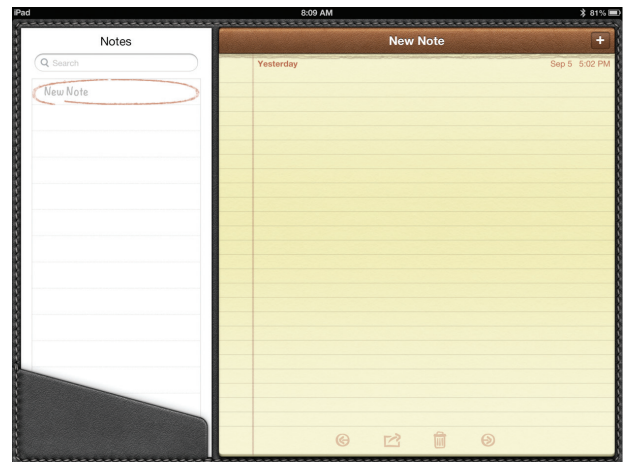 iPad 8:09 AM 81%
Notes New Note +
Search
Yesterday Sep 5 5:02 PM
New Note